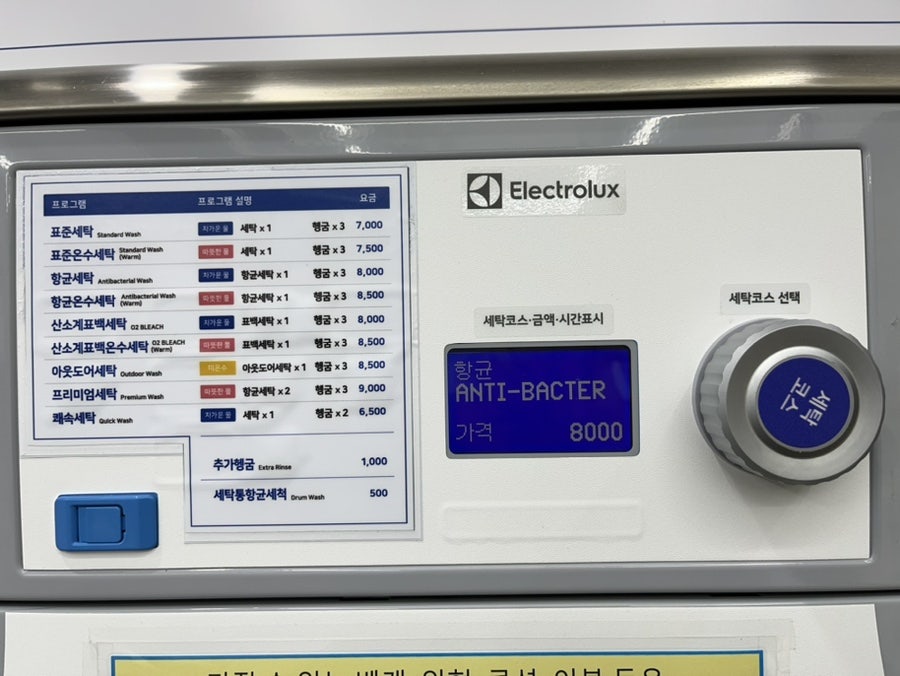 Electrolux
프로그램 프로그램 설명 요금
표준세탁 Standard Wash 차가운 물 세탁 x 1 헹굼 x 3 7,000
표준온수세탁 Standard Wash (Warm) 따뜻한 물 세탁 x 1 헹굼 x 3 7,500
항균세탁 Antibacterial Wash 차가운 물 항균세탁 x 1 헹굼 x 3 8,000
항균온수세탁 Antibacterial Wash (Warm) 따뜻한 물 항균세탁 x 1 헹굼 x 3 8,500
산소계표백세탁 O2 BLEACH 차가운 물 표백세탁 x 1 헹굼 x 3 8,000
산소계표백온수세탁 O2 BLEACH (Warm) 따뜻한 물 표백세탁 x 1 헹굼 x 3 8,500
아웃도어세탁 Outdoor Wash 미온수 아웃도어세탁 x 1 헹굼 x 3 8,500
프리미엄세탁 Premium Wash 따뜻한 물 항균세탁 x 2 헹굼 x 3 9,000
쾌속세탁 Quick Wash 차가운 물 세탁 x 1 헹굼 x 2 6,500
추가헹굼 Extra Rinse 1,000
세탁통항균세척 Drum Wash 500
세탁코스·금액·시간표시
항균
ANTI-BACTER
가격 8000
세탁코스 선택
세탁
코스